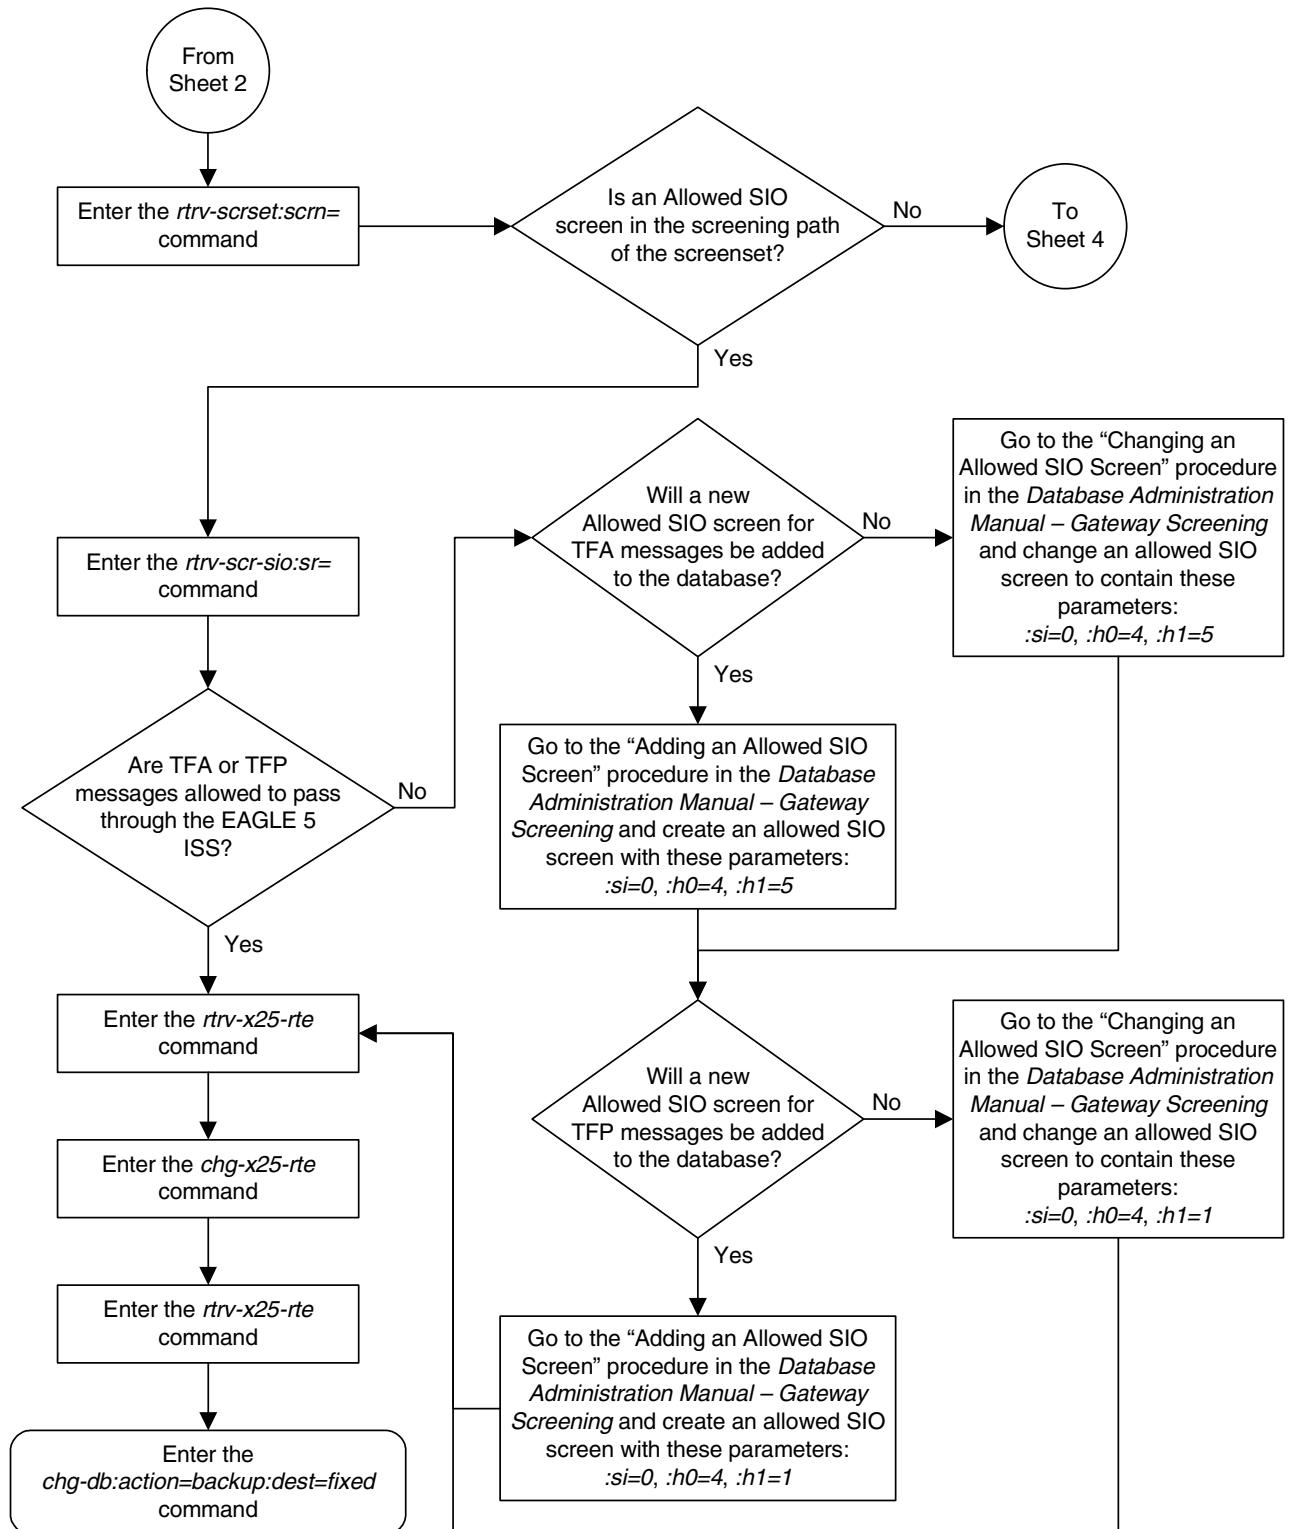 From
Sheet 2
Enter the rtrv-scrset:scrn=
command
Is an Allowed SIO
screen in the screening path
of the screenset?
No
To
Sheet 4
Yes
Enter the rtrv-scr-sio:sr=
command
Will a new
Allowed SIO screen for
TFA messages be added
to the database?
No
Go to the “Changing an
Allowed SIO Screen” procedure
in the Database Administration
Manual – Gateway Screening
and change an allowed SIO
screen to contain these
parameters:
:si=0, :h0=4, :h1=5
Yes
Are TFA or TFP
messages allowed to pass
through the EAGLE 5
ISS?
No
Go to the “Adding an Allowed SIO
Screen” procedure in the Database
Administration Manual – Gateway
Screening and create an allowed SIO
screen with these parameters:
:si=0, :h0=4, :h1=5
Yes
Enter the rtrv-x25-rte
command
Will a new
Allowed SIO screen for
TFP messages be added
to the database?
No
Go to the “Changing an
Allowed SIO Screen” procedure
in the Database Administration
Manual – Gateway Screening
and change an allowed SIO
screen to contain these
parameters:
:si=0, :h0=4, :h1=1
Enter the chg-x25-rte
command
Yes
Enter the rtrv-x25-rte
command
Go to the “Adding an Allowed SIO
Screen” procedure in the Database
Administration Manual – Gateway
Screening and create an allowed SIO
screen with these parameters:
:si=0, :h0=4, :h1=1
Enter the
chg-db:action=backup:dest=fixed
command